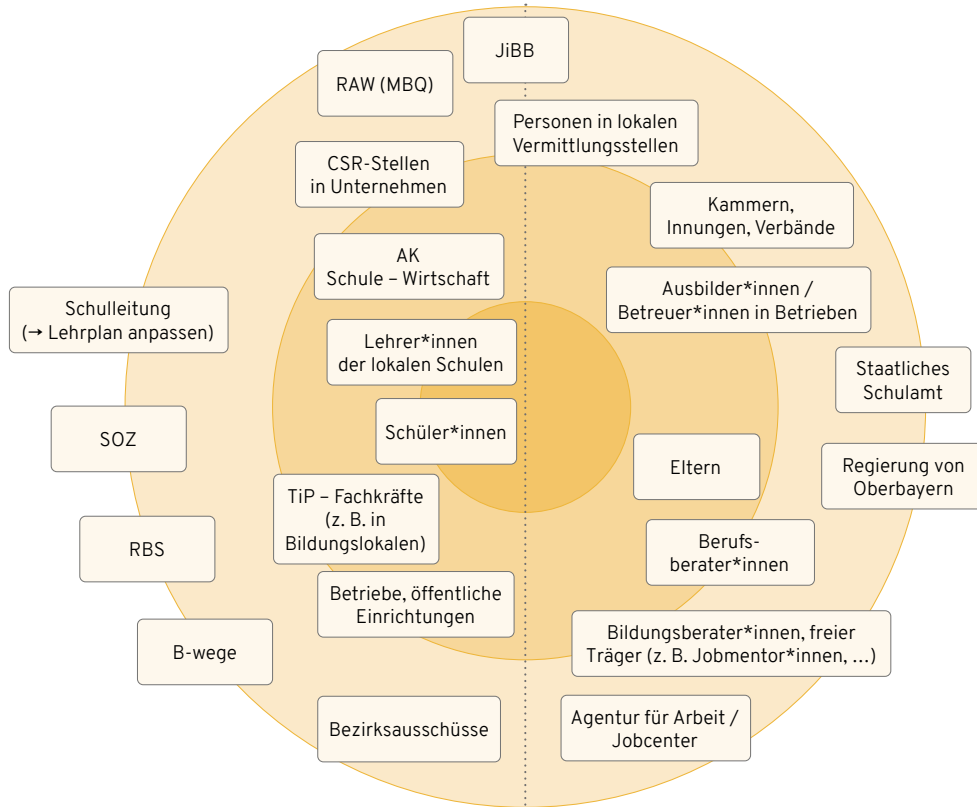 JiBB
RAW (MBQ)
Personen in lokalen
Vermittlungsstellen
CSR-Stellen
in Unternehmen
Kammern,
Innungen, Verbände
AK
Schule – Wirtschaft
Ausbilder*innen /
Betreuer*innen in Betrieben
Schulleitung
(→ Lehrplan anpassen)
Lehrer*innen
der lokalen Schulen
Staatliches
Schulamt
SOZ
Schüler*innen
Eltern
Regierung von
Oberbayern
TiP – Fachkräfte
(z. B. in
Bildungslokalen)
RBS
Berufs-
berater*innen
Betriebe, öffentliche
Einrichtungen
B-wege
Bildungsberater*innen, freier
Träger (z. B. Jobmentor*innen, …)
Bezirksausschüsse
Agentur für Arbeit /
Jobcenter